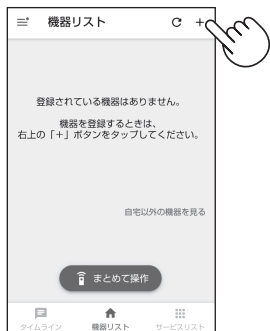 機器リスト
登録されている機器はありません。
機器を登録するときは、
右上の「+」ボタンをタップしてください。
自宅以外の機器を見る
まとめて操作
タイムライン 機器リスト サービスリスト